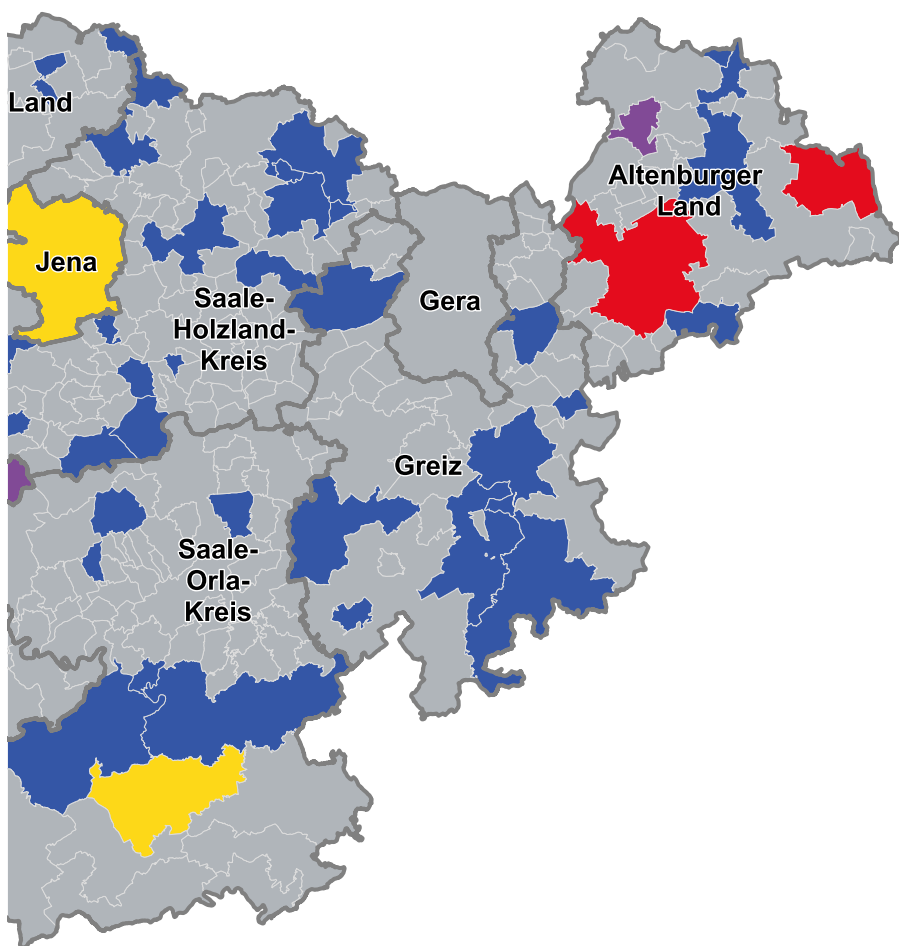 Land
Altenburger
Land
Jena
Saale-
Holzland-
Kreis
Gera
Greiz
Saale-
Orla-
Kreis